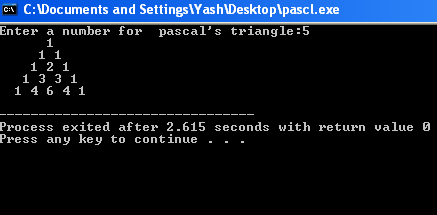 C:\Documents and Settings\Yash\Desktop\pascl.exe
Enter a number for  pascal's triangle:5
1
1 1
1 2 1
1 3 3 1
1 4 6 4 1
--------------------------------
Process exited after 2.615 seconds with return value 0
Press any key to continue . . .